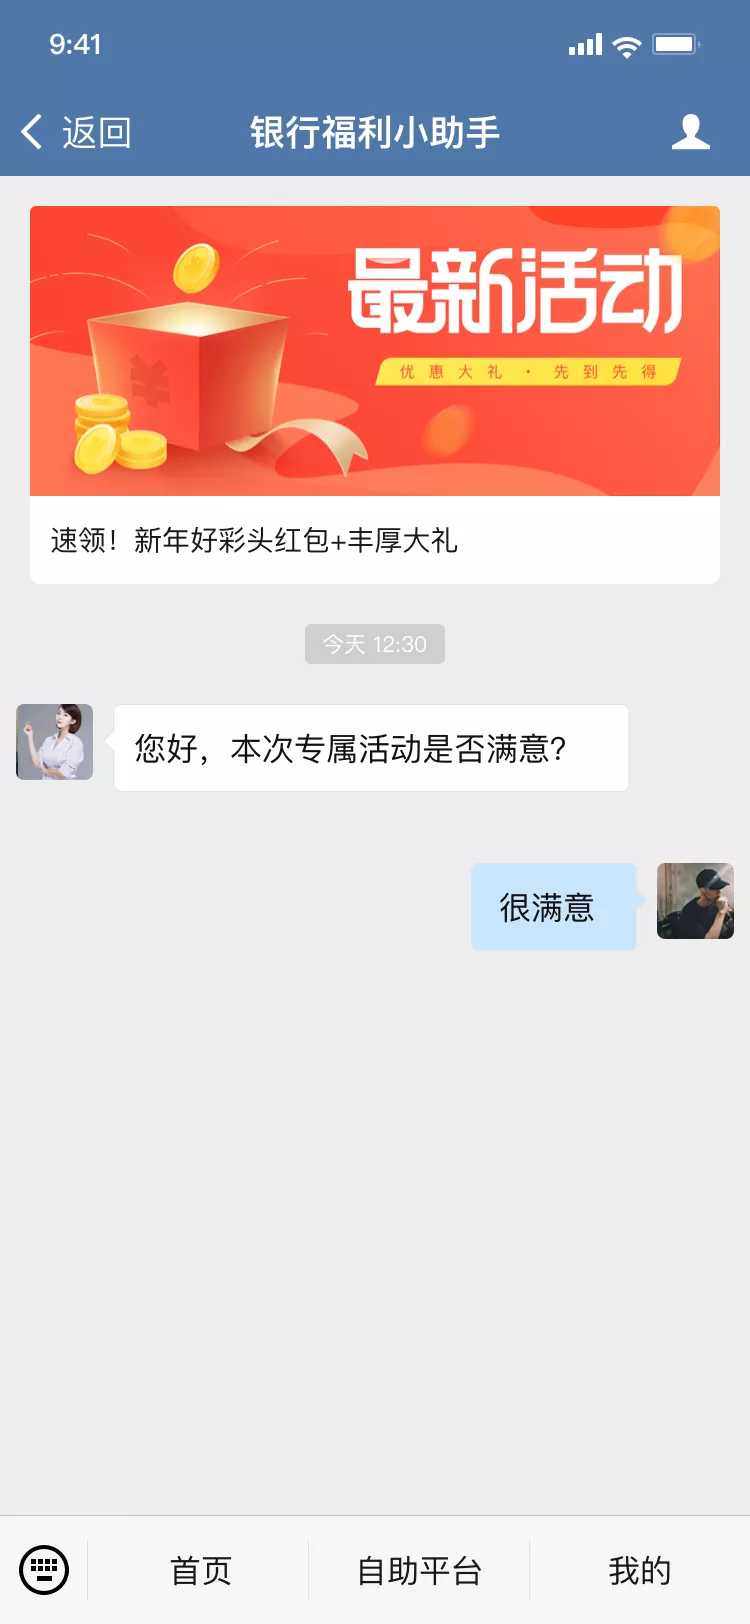 9:41
返回
银行福利小助手
最新活动
优惠大礼·先到先得
速领！新年好彩头红包+丰厚大礼
今天 12:30
您好，本次专属活动是否满意？
很满意
首页
自助平台
我的